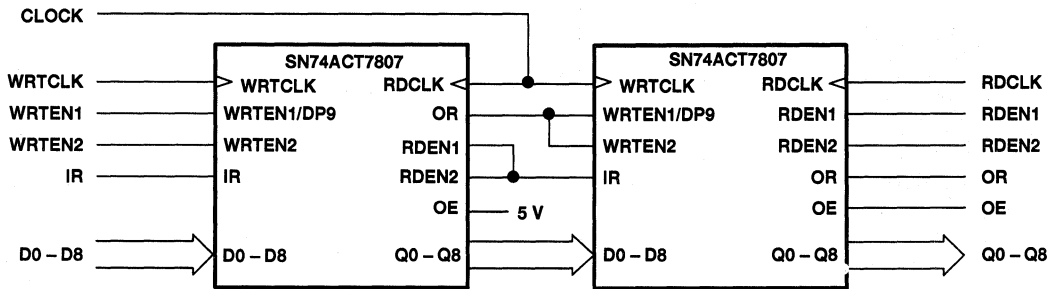 CLOCK
SN74ACT7807 SN74ACT7807
WRTCLK WRTCLK RDCLK WRTCLK RDCLK RDCLK
WRTEN1 WRTEN1/DP9 OR WRTEN1/DP9 RDEN1 RDEN1
WRTEN2 WRTEN2 RDEN1 WRTEN2 RDEN2 RDEN2
IR IR RDEN2 IR OR OR
OE 5 V OE OE
D0 – D8 D0 – D8 Q0 – Q8 D0 – D8 Q0 – Q8 Q0 – Q8